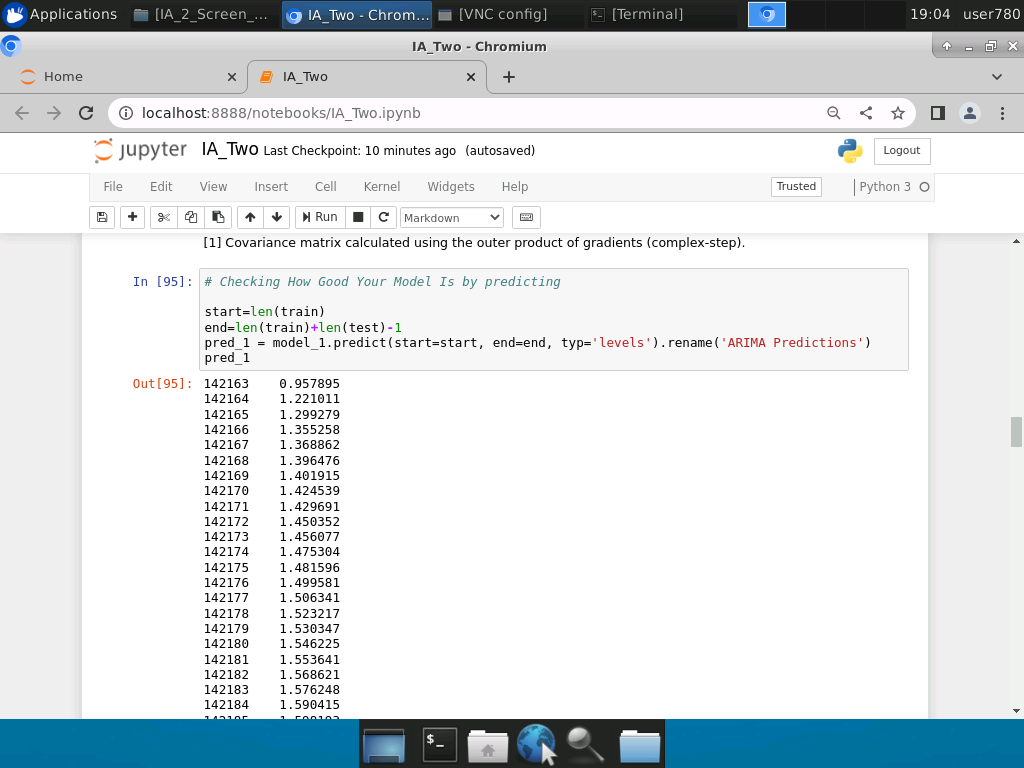 Applications
[IA_2_Screen_...
IA_Two - Chrom...
[VNC config]
[Terminal]
19:04
user780
IA_Two - Chromium
Home
IA_Two
localhost:8888/notebooks/IA_Two.ipynb
jupyter
IA_Two Last Checkpoint: 10 minutes ago (autosaved)
Logout
File Edit View Insert Cell Kernel Widgets Help
Trusted
Python 3
Run
Markdown
[1] Covariance matrix calculated using the outer product of gradients (complex-step).
In [95]:
# Checking How Good Your Model Is by predicting
start=len(train)
end=len(train)+len(test)-1
pred_1 = model_1.predict(start=start, end=end, typ='levels').rename('ARIMA Predictions')
pred_1
Out[95]:
142163 0.957895
142164 1.221011
142165 1.299279
142166 1.355258
142167 1.368862
142168 1.396476
142169 1.401915
142170 1.424539
142171 1.429691
142172 1.450352
142173 1.456077
142174 1.475304
142175 1.481596
142176 1.499581
142177 1.506341
142178 1.523217
142179 1.530347
142180 1.546225
142181 1.553641
142182 1.568621
142183 1.576248
142184 1.590415